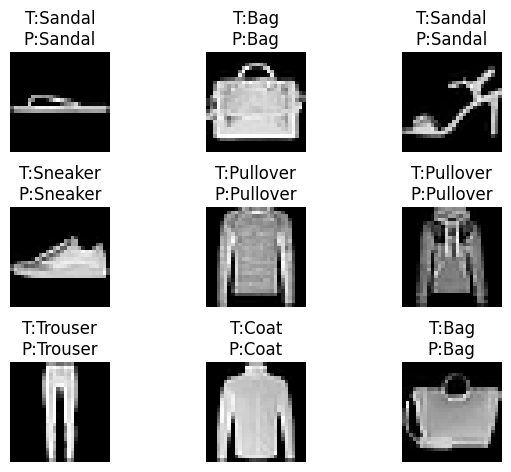 T:Sandal
P:Sandal
T:Bag
P:Bag
T:Sandal
P:Sandal
T:Sneaker
P:Sneaker
T:Pullover
P:Pullover
T:Pullover
P:Pullover
T:Trouser
P:Trouser
T:Coat
P:Coat
T:Bag
P:Bag